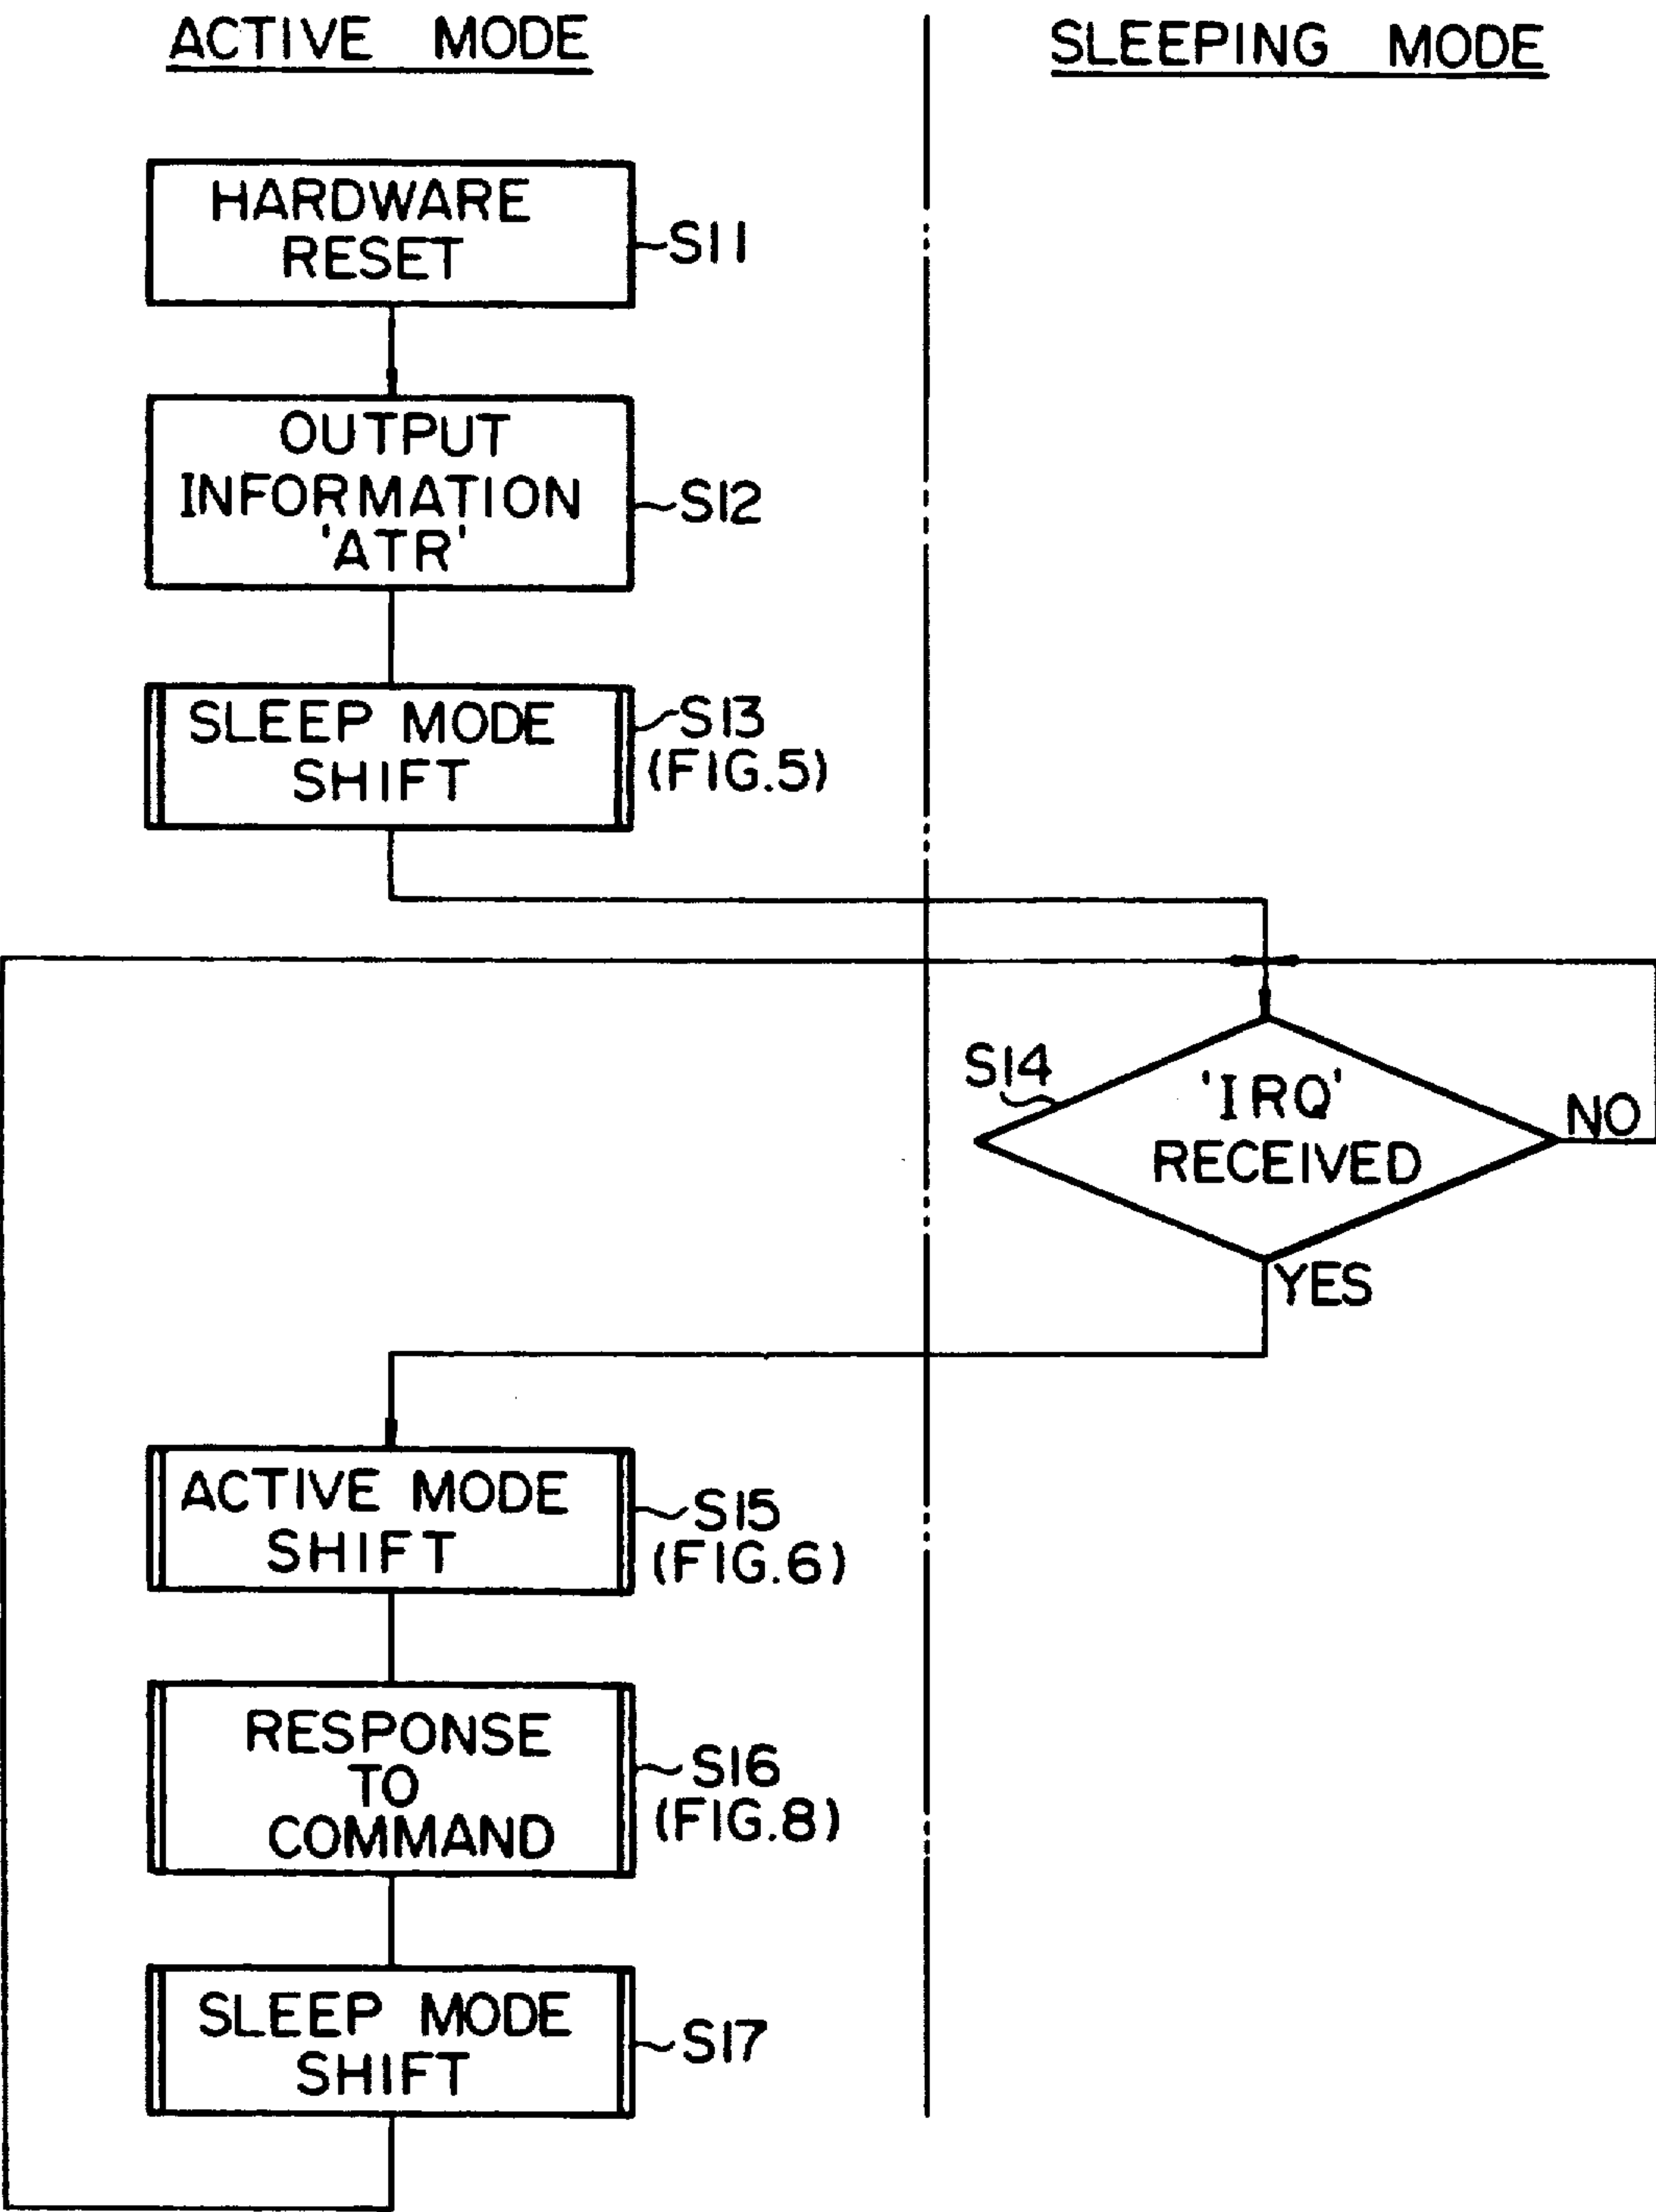 ACTIVE MODE
SLEEPING MODE
HARDWARE
RESET
S11
OUTPUT
INFORMATION
'ATR'
S12
SLEEP MODE
SHIFT
S13
(FIG.5)
S14
'IRQ'
RECEIVED
NO
YES
ACTIVE MODE
SHIFT
S15
(FIG.6)
RESPONSE
TO
COMMAND
S16
(FIG.8)
SLEEP MODE
SHIFT
S17